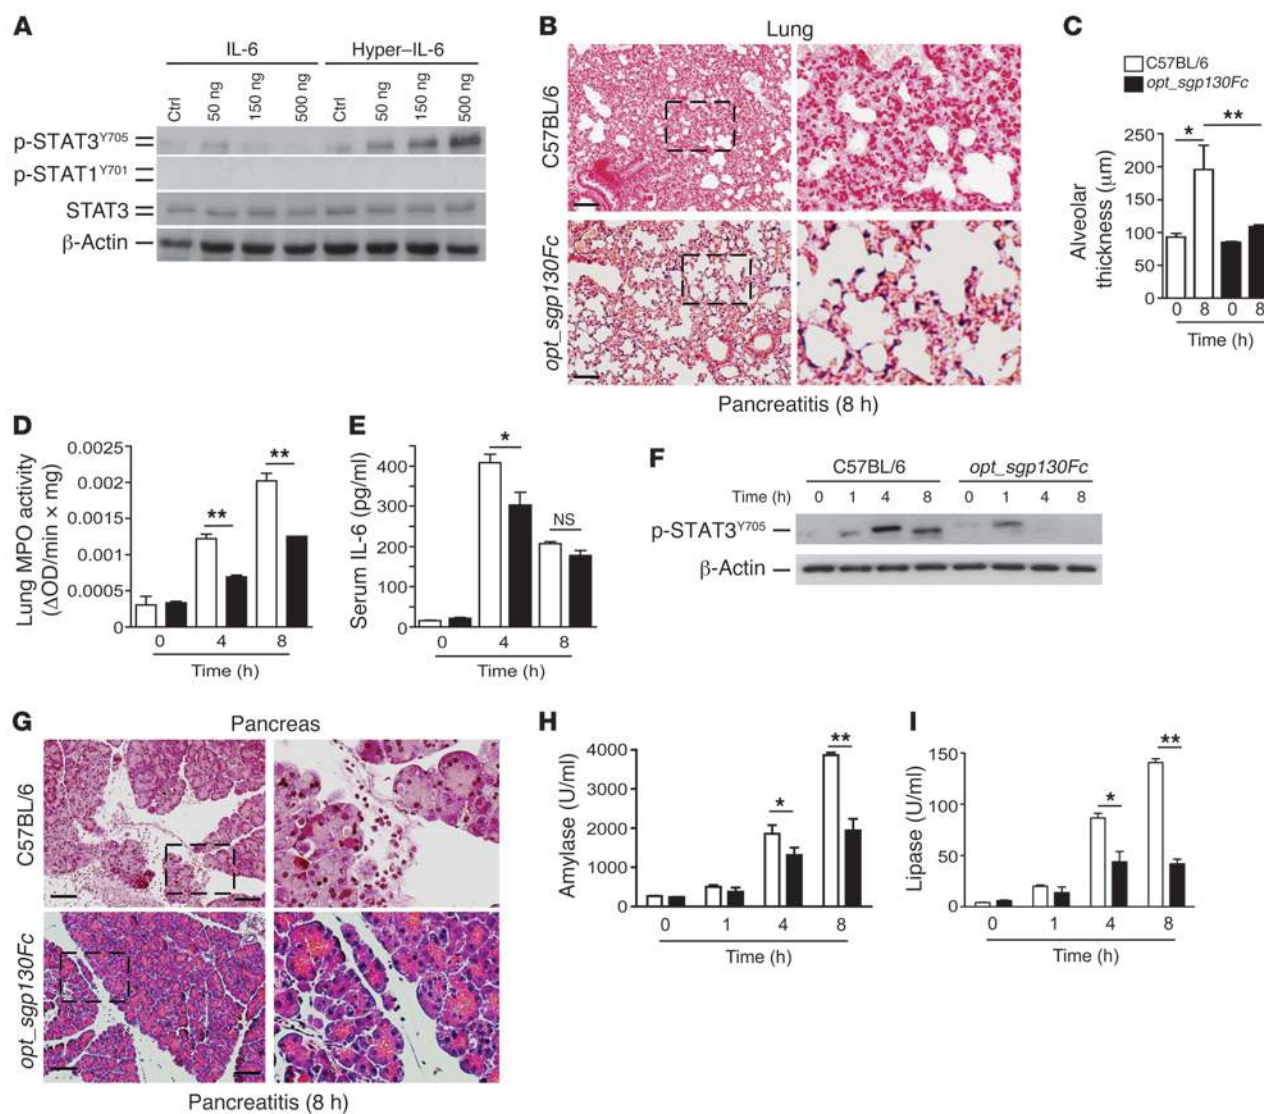 A
IL-6 Hyper–IL-6
Ctrl 50 ng 150 ng 500 ng Ctrl 50 ng 150 ng 500 ng
p-STAT3Y705
p-STAT1Y701
STAT3
β-Actin
B
Lung
C57BL/6
opt_sgp130Fc
Pancreatitis (8 h)
C
C57BL/6
opt_sgp130Fc
* **
Alveolar
thickness (μm)
250
200
150
100
50
0
0 8 0 8
Time (h)
D
Lung MPO activity
(ΔOD/min × mg)
0.0025
0.002
0.0015
0.001
0.0005
0
** **
0 4 8
Time (h)
E
Serum IL-6 (pg/ml)
400
300
200
100
0
* NS
0 4 8
Time (h)
F
C57BL/6 opt_sgp130Fc
Time (h) 0 1 4 8 0 1 4 8
p-STAT3Y705
β-Actin
G
Pancreas
C57BL/6
opt_sgp130Fc
Pancreatitis (8 h)
H
Amylase (U/ml)
4000
3000
2000
1000
0
* **
0 1 4 8
Time (h)
I
Lipase (U/ml)
150
100
50
0
* **
0 1 4 8
Time (h)